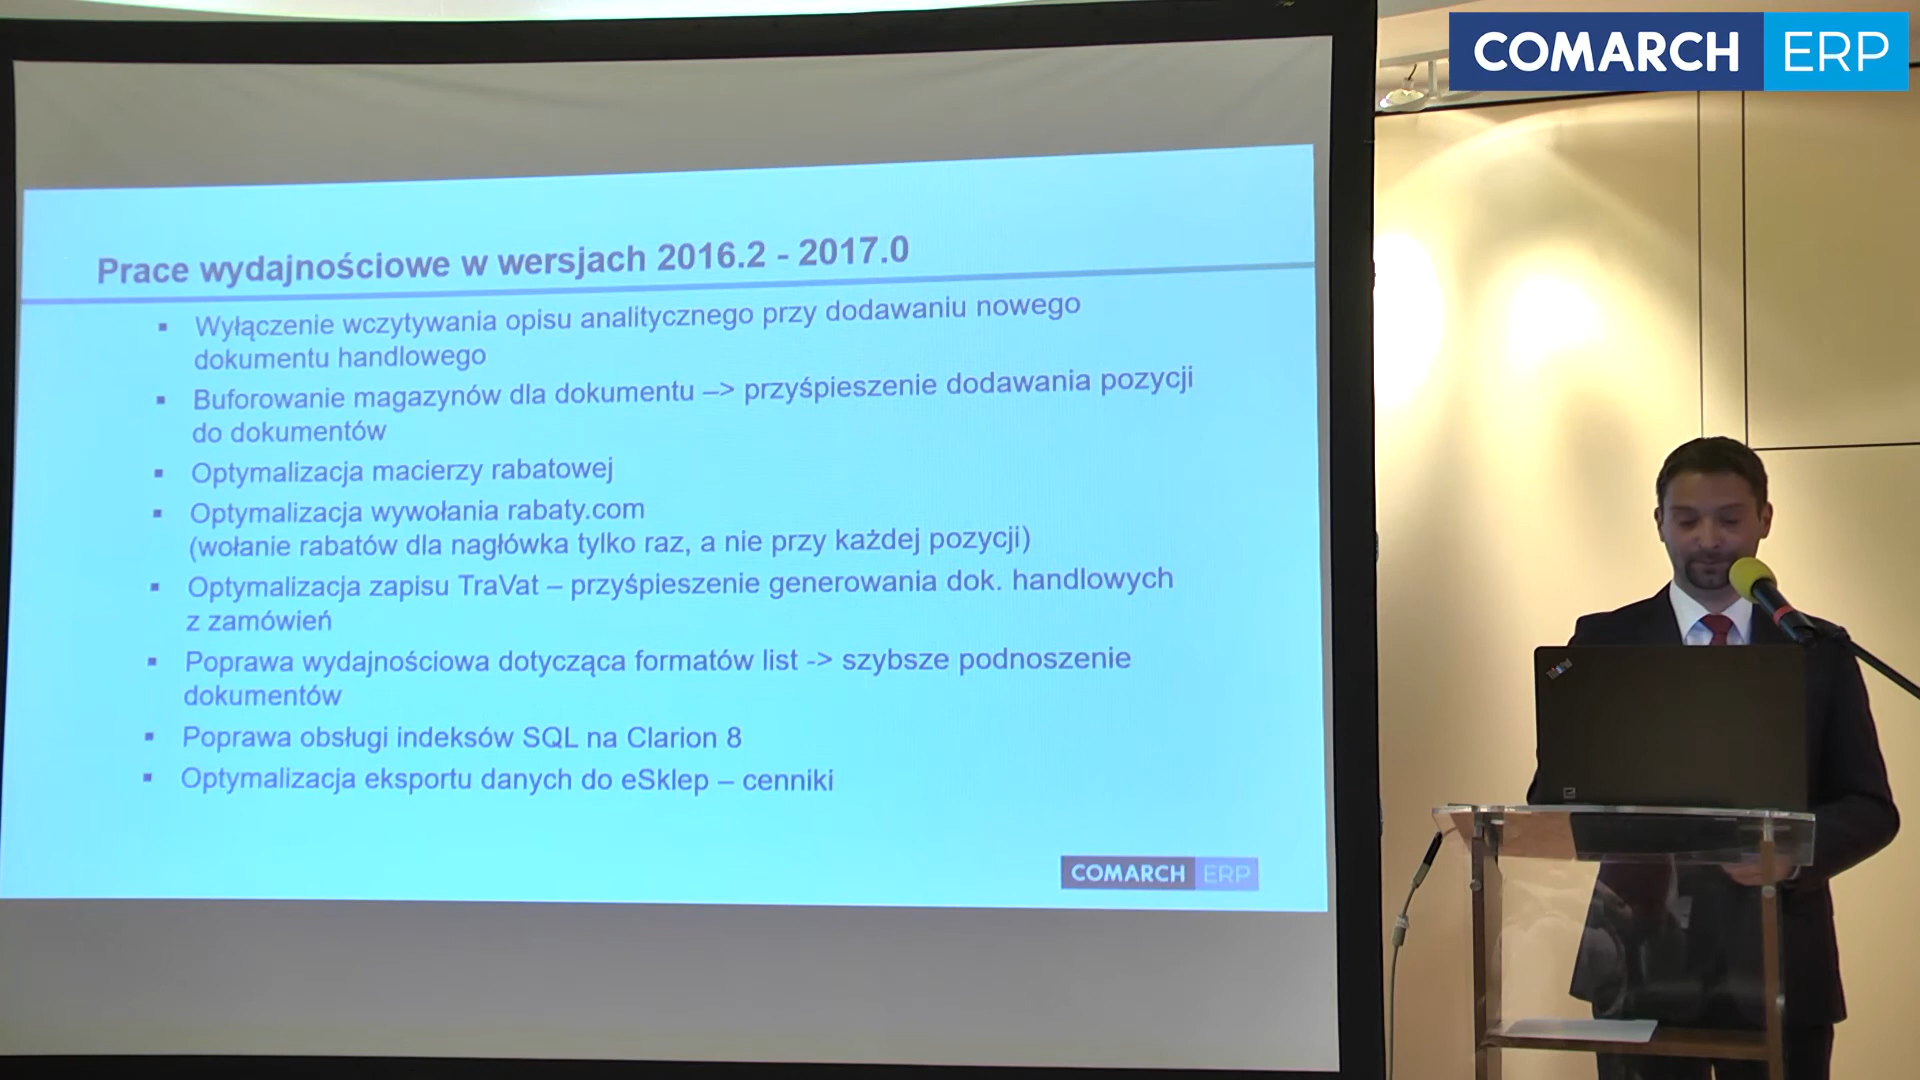 COMARCH ERP
Prace wydajnościowe w wersjach 2016.2 - 2017.0
▪ Wyłączenie wczytywania opisu analitycznego przy dodawaniu nowego
dokumentu handlowego
▪ Buforowanie magazynów dla dokumentu –> przyśpieszenie dodawania pozycji
do dokumentów
▪ Optymalizacja macierzy rabatowej
▪ Optymalizacja wywołania rabaty.com
(wołanie rabatów dla nagłówka tylko raz, a nie przy każdej pozycji)
▪ Optymalizacja zapisu TraVat – przyśpieszenie generowania dok. handlowych
z zamówień
▪ Poprawa wydajnościowa dotycząca formatów list -> szybsze podnoszenie
dokumentów
▪ Poprawa obsługi indeksów SQL na Clarion 8
▪ Optymalizacja eksportu danych do eSklep – cenniki
COMARCH ERP